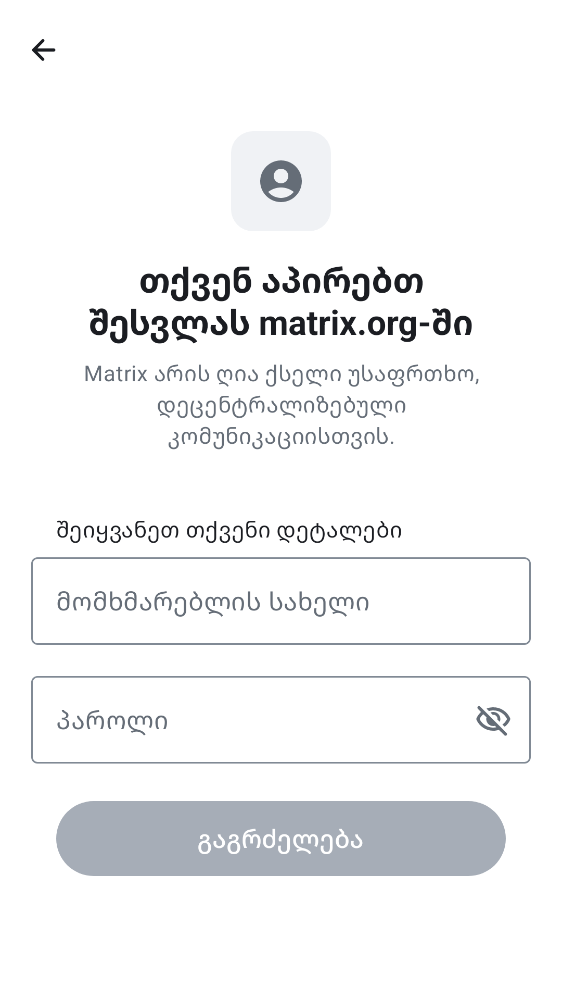 თქვენ აპირებთ
შესვლას matrix.org-ში
Matrix არის ღია ქსელი უსაფრთხო,
დეცენტრალიზებული
კომუნიკაციისთვის.
შეიყვანეთ თქვენი დეტალები
მომხმარებლის სახელი
პაროლი
გაგრძელება